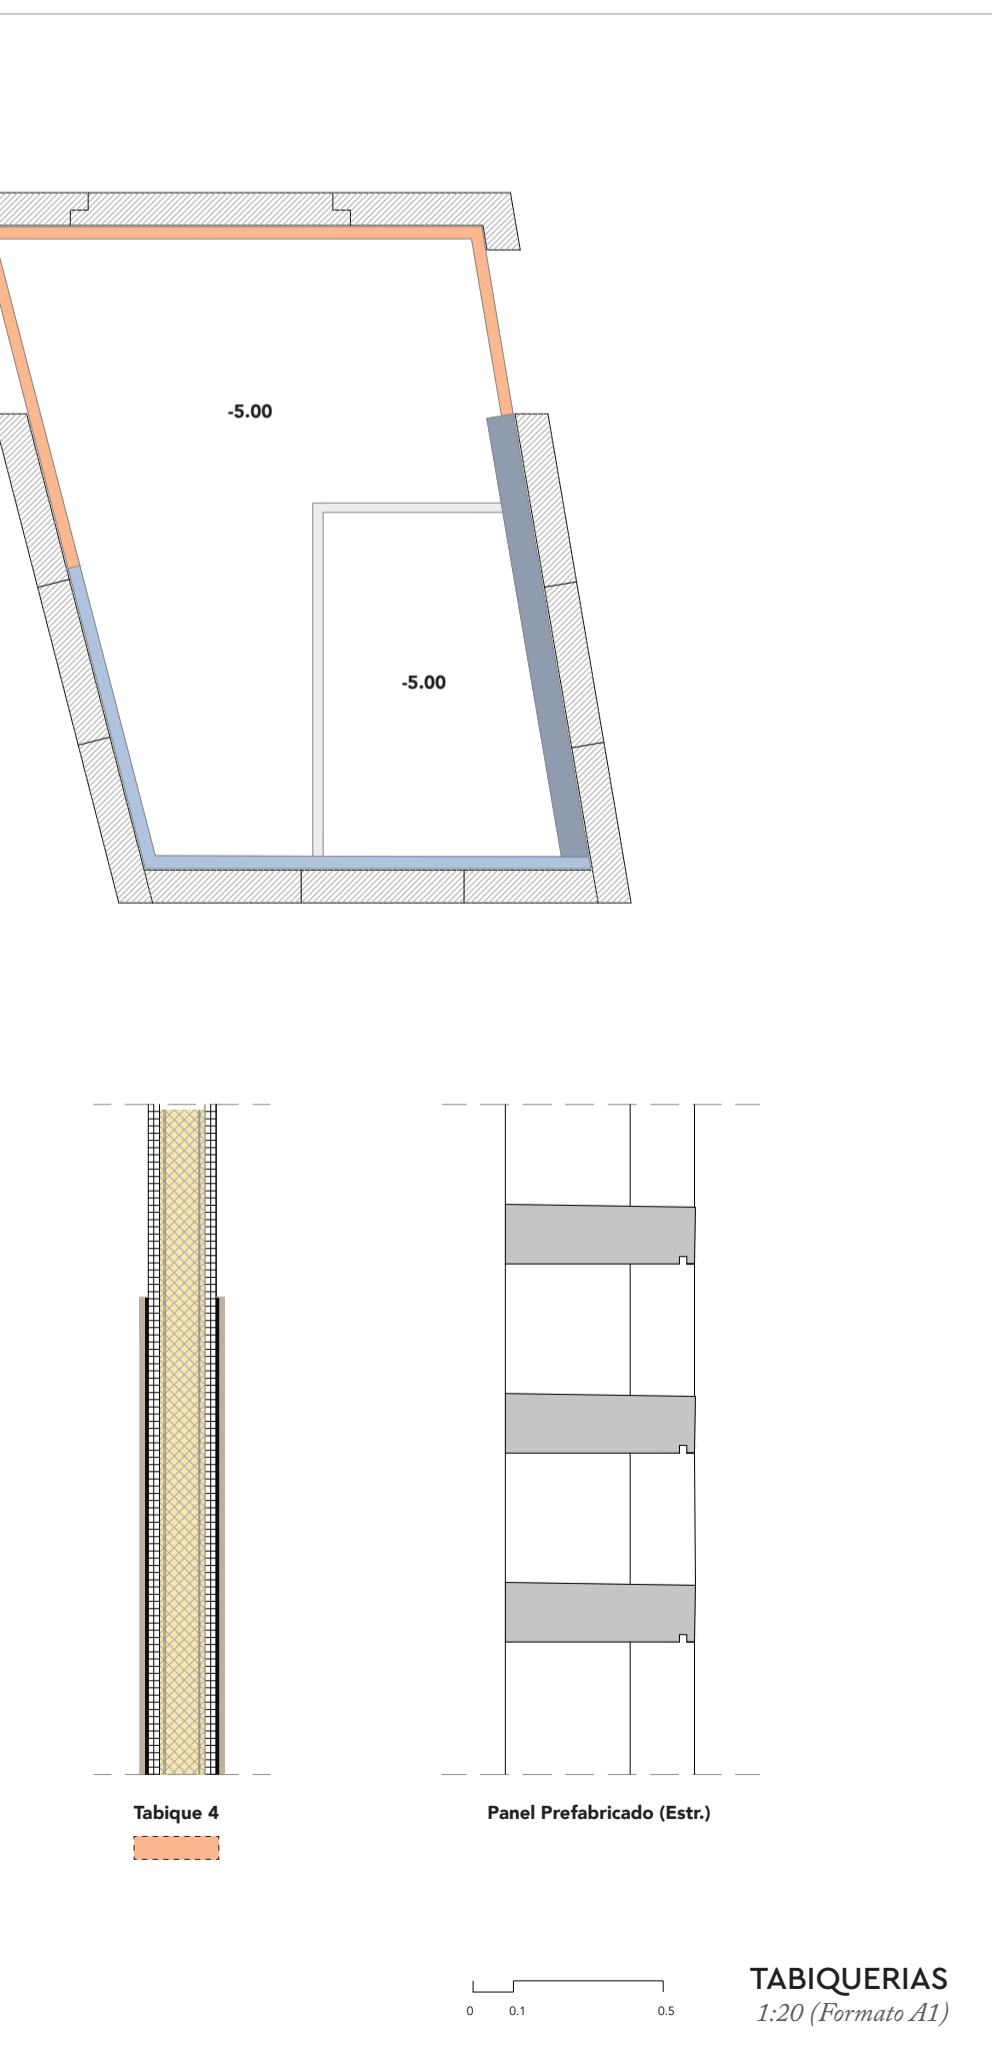 -5.00
-5.00
Tabique 4
Panel Prefabricado (Estr.)
0 0.1 0.5
TABIQUERIAS
1:20 (Formato A1)